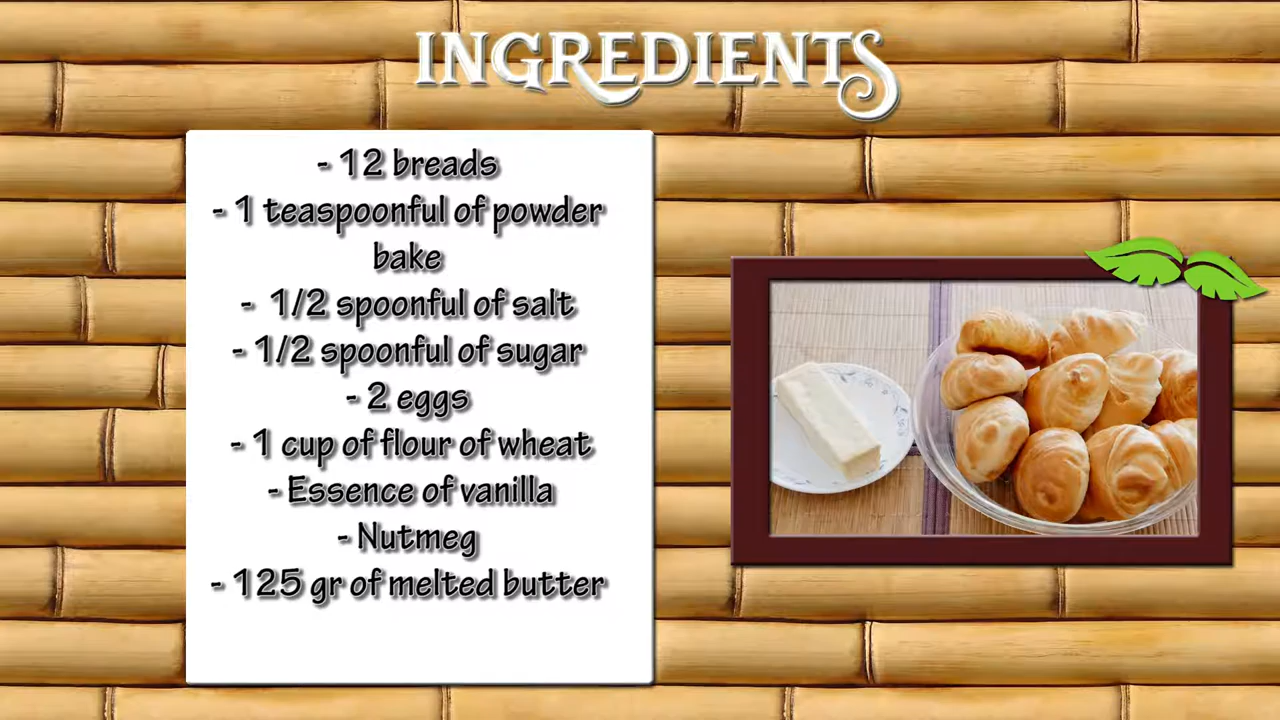 INGREDIENTS
- 12 breads
- 1 teaspoonful of powder
bake
- 1/2 spoonful of salt
- 1/2 spoonful of sugar
- 2 eggs
- 1 cup of flour of wheat
- Essence of vanilla
- Nutmeg
- 125 gr of melted butter